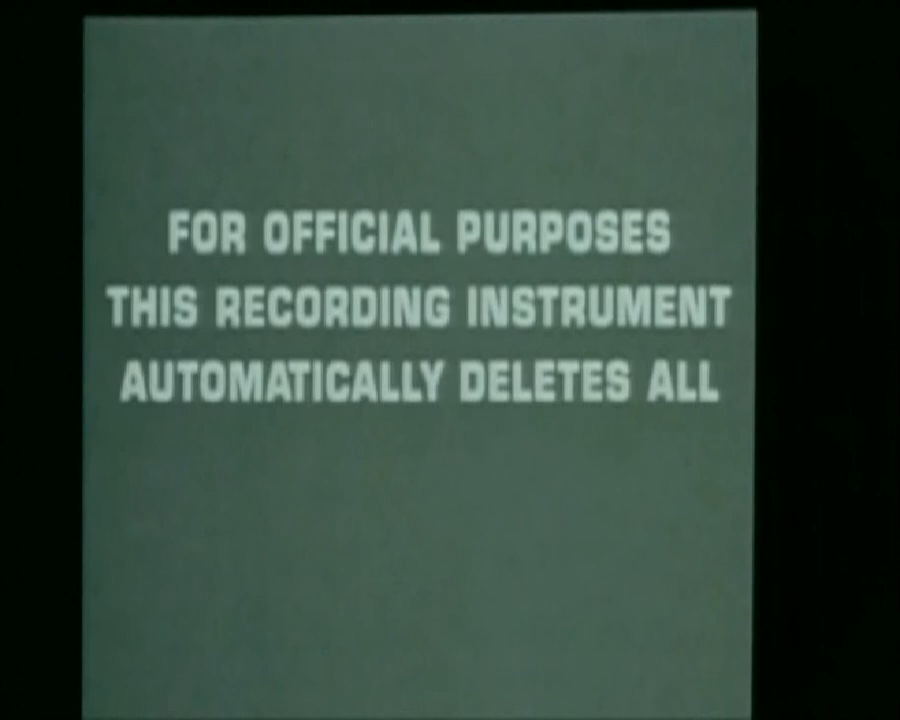 FOR OFFICIAL PURPOSES
THIS RECORDING INSTRUMENT
AUTOMATICALLY DELETES ALL